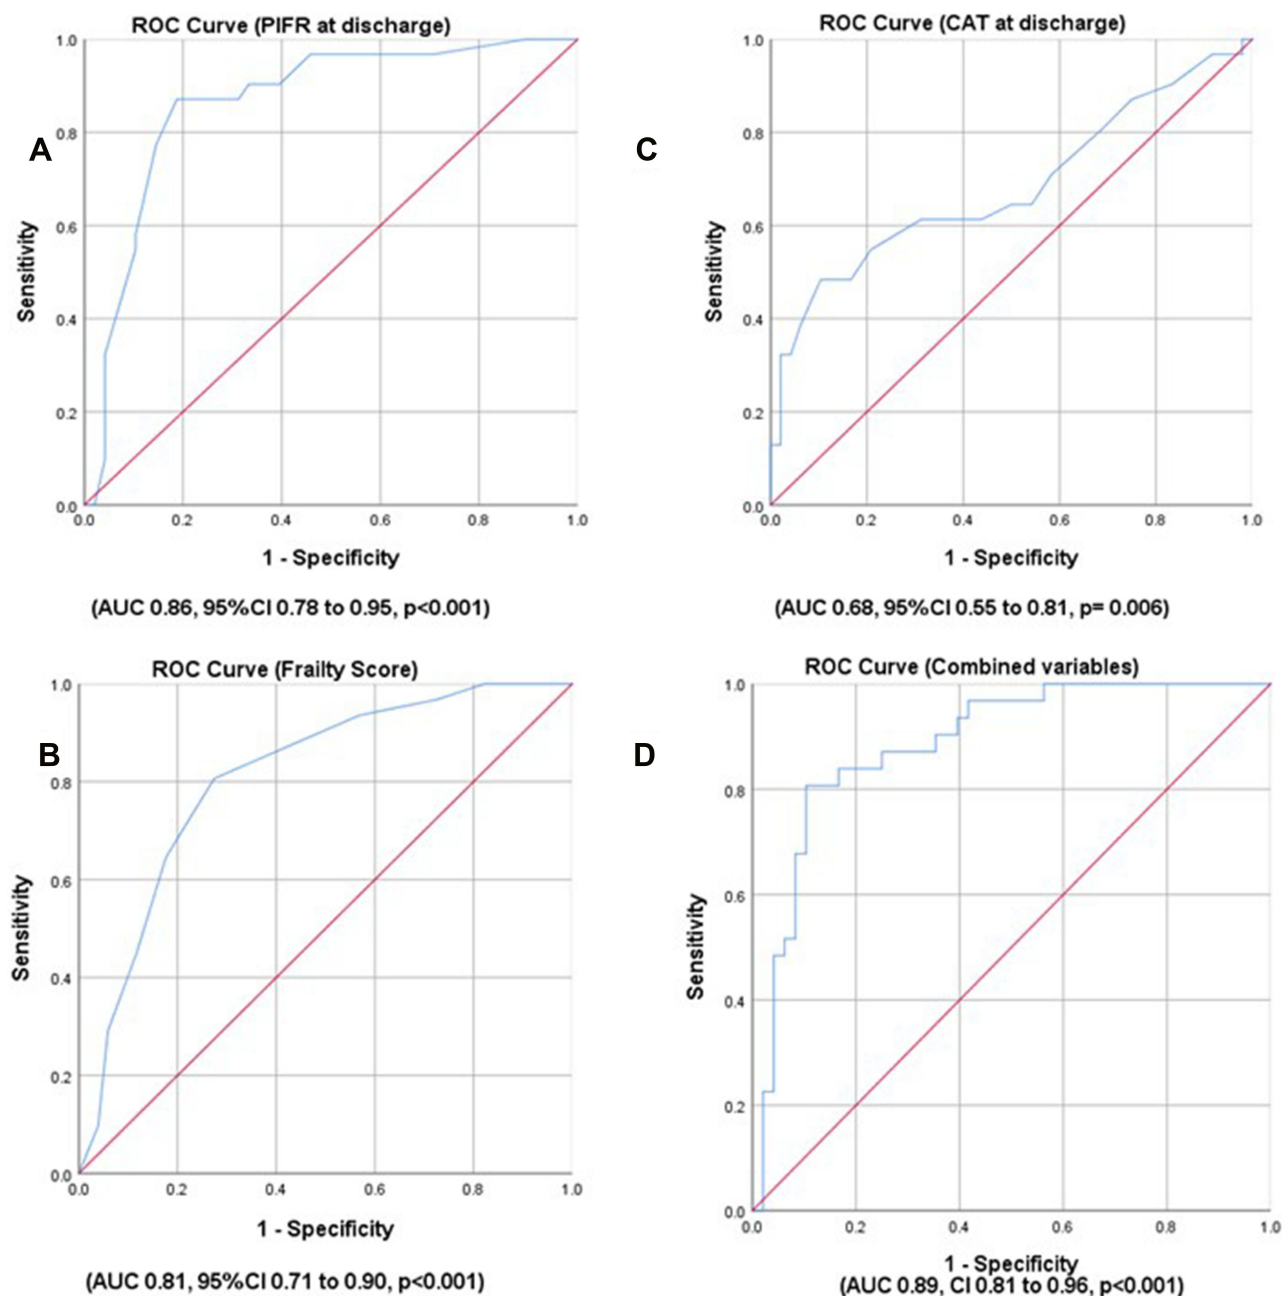 ROC Curve (PIFR at discharge)
A
1.0
0.8
0.6
0.4
0.2
0.0
Sensitivity
0.0 0.2 0.4 0.6 0.8 1.0
1 - Specificity
(AUC 0.86, 95%CI 0.78 to 0.95, p<0.001)
ROC Curve (CAT at discharge)
C
1.0
0.8
0.6
0.4
0.2
0.0
Sensitivity
0.0 0.2 0.4 0.6 0.8 1.0
1 - Specificity
(AUC 0.68, 95%CI 0.55 to 0.81, p= 0.006)
ROC Curve (Frailty Score)
B
1.0
0.8
0.6
0.4
0.2
0.0
Sensitivity
0.0 0.2 0.4 0.6 0.8 1.0
1 - Specificity
(AUC 0.81, 95%CI 0.71 to 0.90, p<0.001)
ROC Curve (Combined variables)
D
1.0
0.8
0.6
0.4
0.2
0.0
Sensitivity
0.0 0.2 0.4 0.6 0.8 1.0
1 - Specificity
(AUC 0.89, CI 0.81 to 0.96, p<0.001)